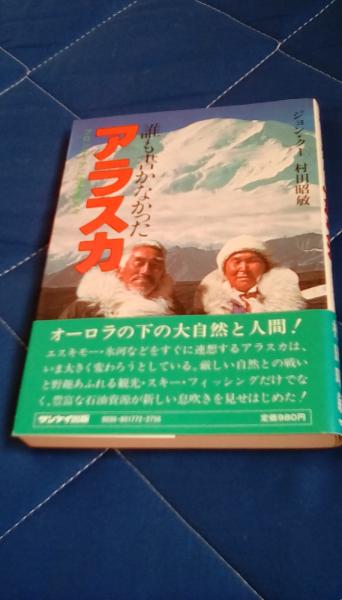 ジョン・クー 村田昭敏
誰も書かなかった
アラスカ
オーロラの下の大自然と人間!
エスキモー・氷河などをすぐに連想するアラスカは、
いま大きく変わろうとしている。厳しい自然との戦い
と野趣あふれる観光・スキー・フィッシングだけでな
く、豊富な石油資源が新しい息吹きを見せはじめた!
サンケイ出版
0026-801772-2756
定価980円